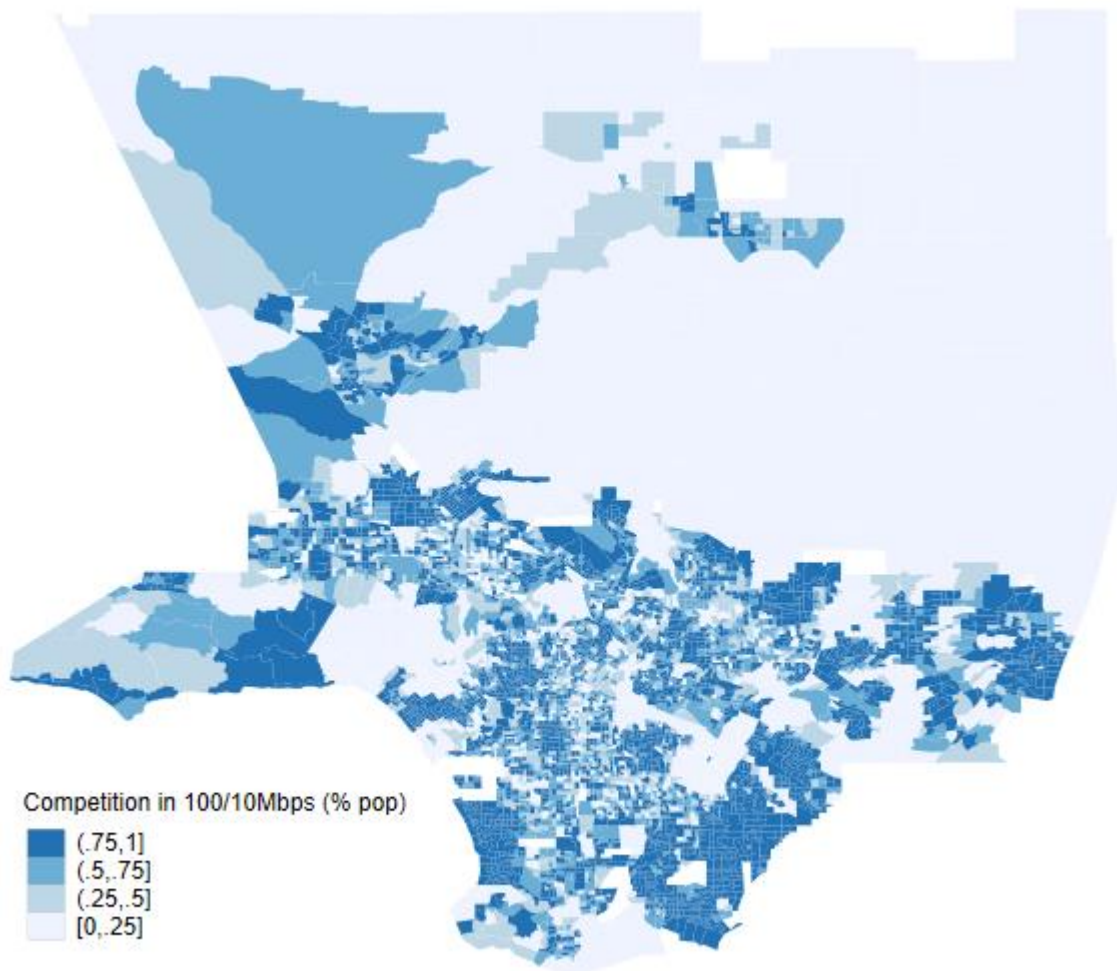 Competition in 100/10Mbps (% pop)
(.75,1]
(.5,.75]
(.25,.5]
[0,.25]